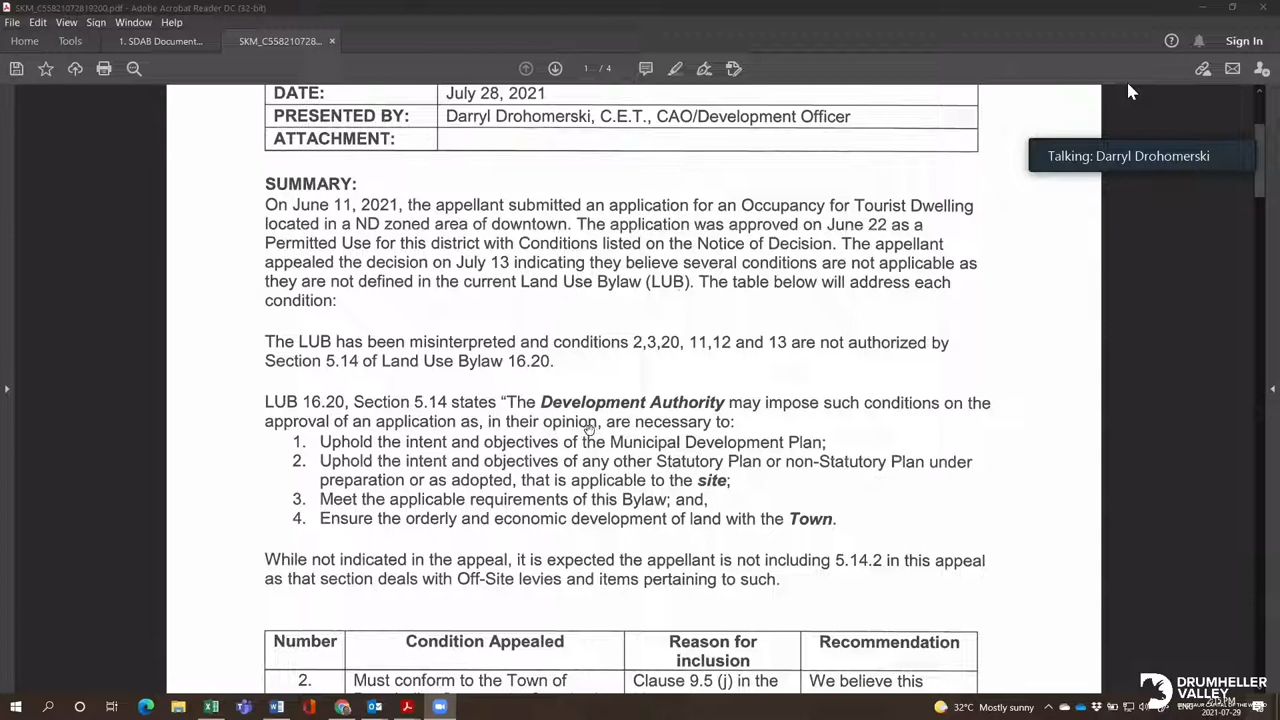 SKM_C55821072819200.pdf - Adobe Acrobat Reader DC (32-bit)
File Edit View Sign Window Help
Home Tools 1. SDAB Document... SKM_C558210728... × Sign In
1 / 4
DATE: July 28, 2021
PRESENTED BY: Darryl Drohomerski, C.E.T., CAO/Development Officer
ATTACHMENT:
Talking: Darryl Drohomerski
SUMMARY:
On June 11, 2021, the appellant submitted an application for an Occupancy for Tourist Dwelling
located in a ND zoned area of downtown. The application was approved on June 22 as a
Permitted Use for this district with Conditions listed on the Notice of Decision. The appellant
appealed the decision on July 13 indicating they believe several conditions are not applicable as
they are not defined in the current Land Use Bylaw (LUB). The table below will address each
condition:
The LUB has been misinterpreted and conditions 2,3,20, 11,12 and 13 are not authorized by
Section 5.14 of Land Use Bylaw 16.20.
LUB 16.20, Section 5.14 states “The Development Authority may impose such conditions on the
approval of an application as, in their opinion, are necessary to:
1. Uphold the intent and objectives of the Municipal Development Plan;
2. Uphold the intent and objectives of any other Statutory Plan or non-Statutory Plan under
preparation or as adopted, that is applicable to the site;
3. Meet the applicable requirements of this Bylaw; and,
4. Ensure the orderly and economic development of land with the Town.
While not indicated in the appeal, it is expected the appellant is not including 5.14.2 in this appeal
as that section deals with Off-Site levies and items pertaining to such.
Number Condition Appealed Reason for inclusion Recommendation
2. Must conform to the Town of Clause 9.5 (j) in the We believe this
DRUMHELLER
VALLEY
32°C Mostly sunny ENG
2021-07-29